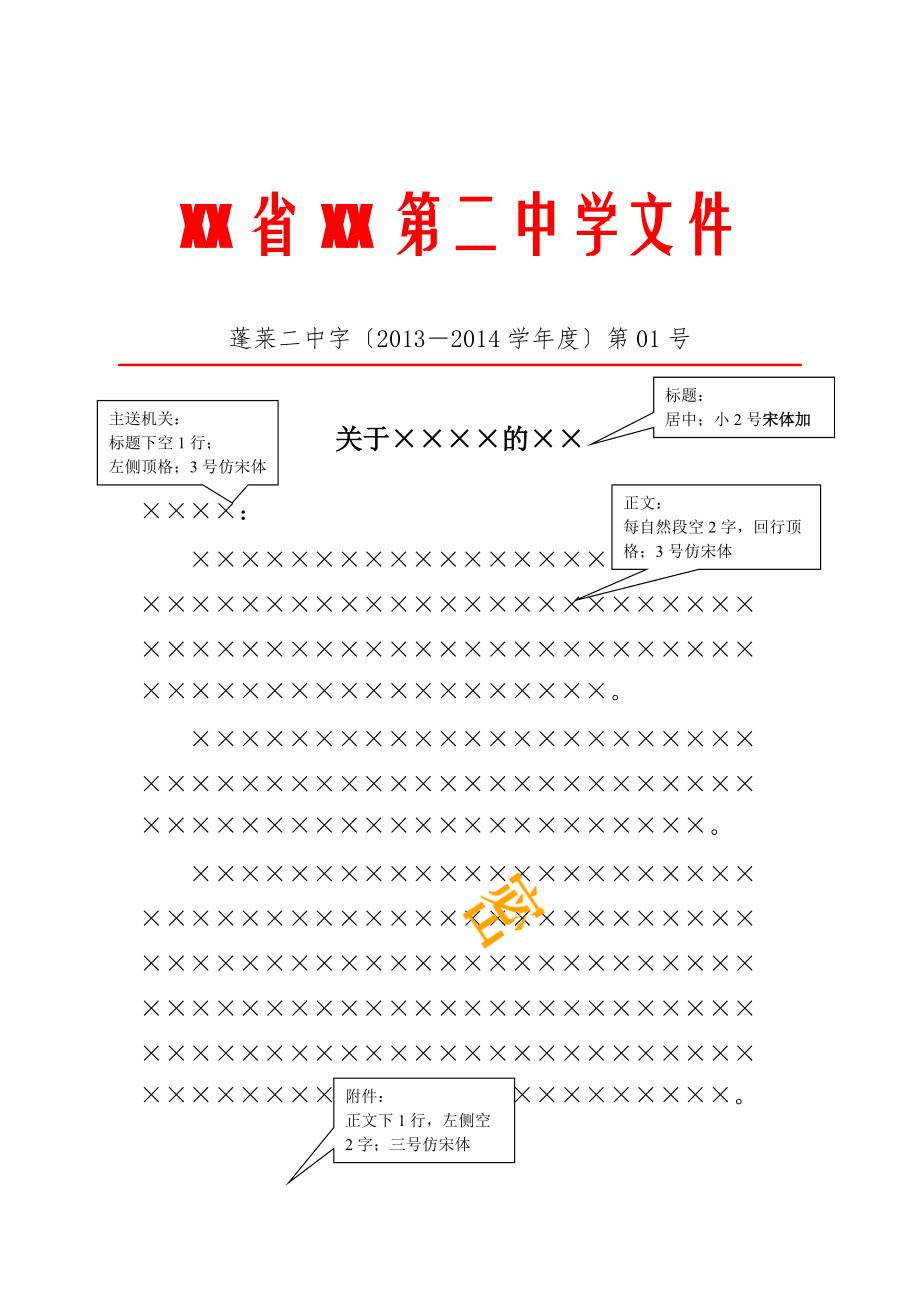 XX省XX第二中学文件
蓬莱二中字〔2013－2014学年度〕第01号
标题：
居中；小2号宋体加
主送机关：
标题下空1行；
左侧顶格；3号仿宋体
关于××××的××
××××：
正文：
每自然段空2字，回行顶
格；3号仿宋体
×××××××××××××××××
×××××××××××××××××××××××××
×××××××××××××××××××××××××
×××××××××××××××××××。
×××××××××××××××××××××××
×××××××××××××××××××××××××
×××××××××××××××××××××××。
×××××××××××××××××××××××
密
×××××××××××××××××××××××××
×××××××××××××××××××××××××
×××××××××××××××××××××××××
×××××××××××××××××××××××××
×××××××× ×××××××××。
附件：
正文下1行，左侧空
2字；三号仿宋体